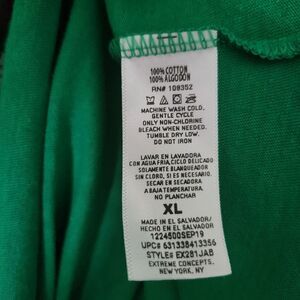 100% COTTON
100% ALGODON
RN# 109352
MACHINE WASH COLD,
GENTLE CYCLE
ONLY NON-CHLORINE
BLEACH WHEN NEEDED.
TUMBLE DRY LOW.
DO NOT IRON
LAVAR EN LAVADORA
CON AGUA FRIA, CICLO DELICADO
SOLAMENTE BLANQUEADOR
SIN CLORO, SI ES NECESARIO.
SECAR EN SECADORA
A BAJA TEMPERATURA.
NO PLANCHAR
XL
MADE IN EL SALVADOR/
HECHO EN EL SALVADOR
1224500SEP19
UPC# 631338413356
STYLE# EX281JAB
EXTREME CONCEPTS.
NEW YORK, NY